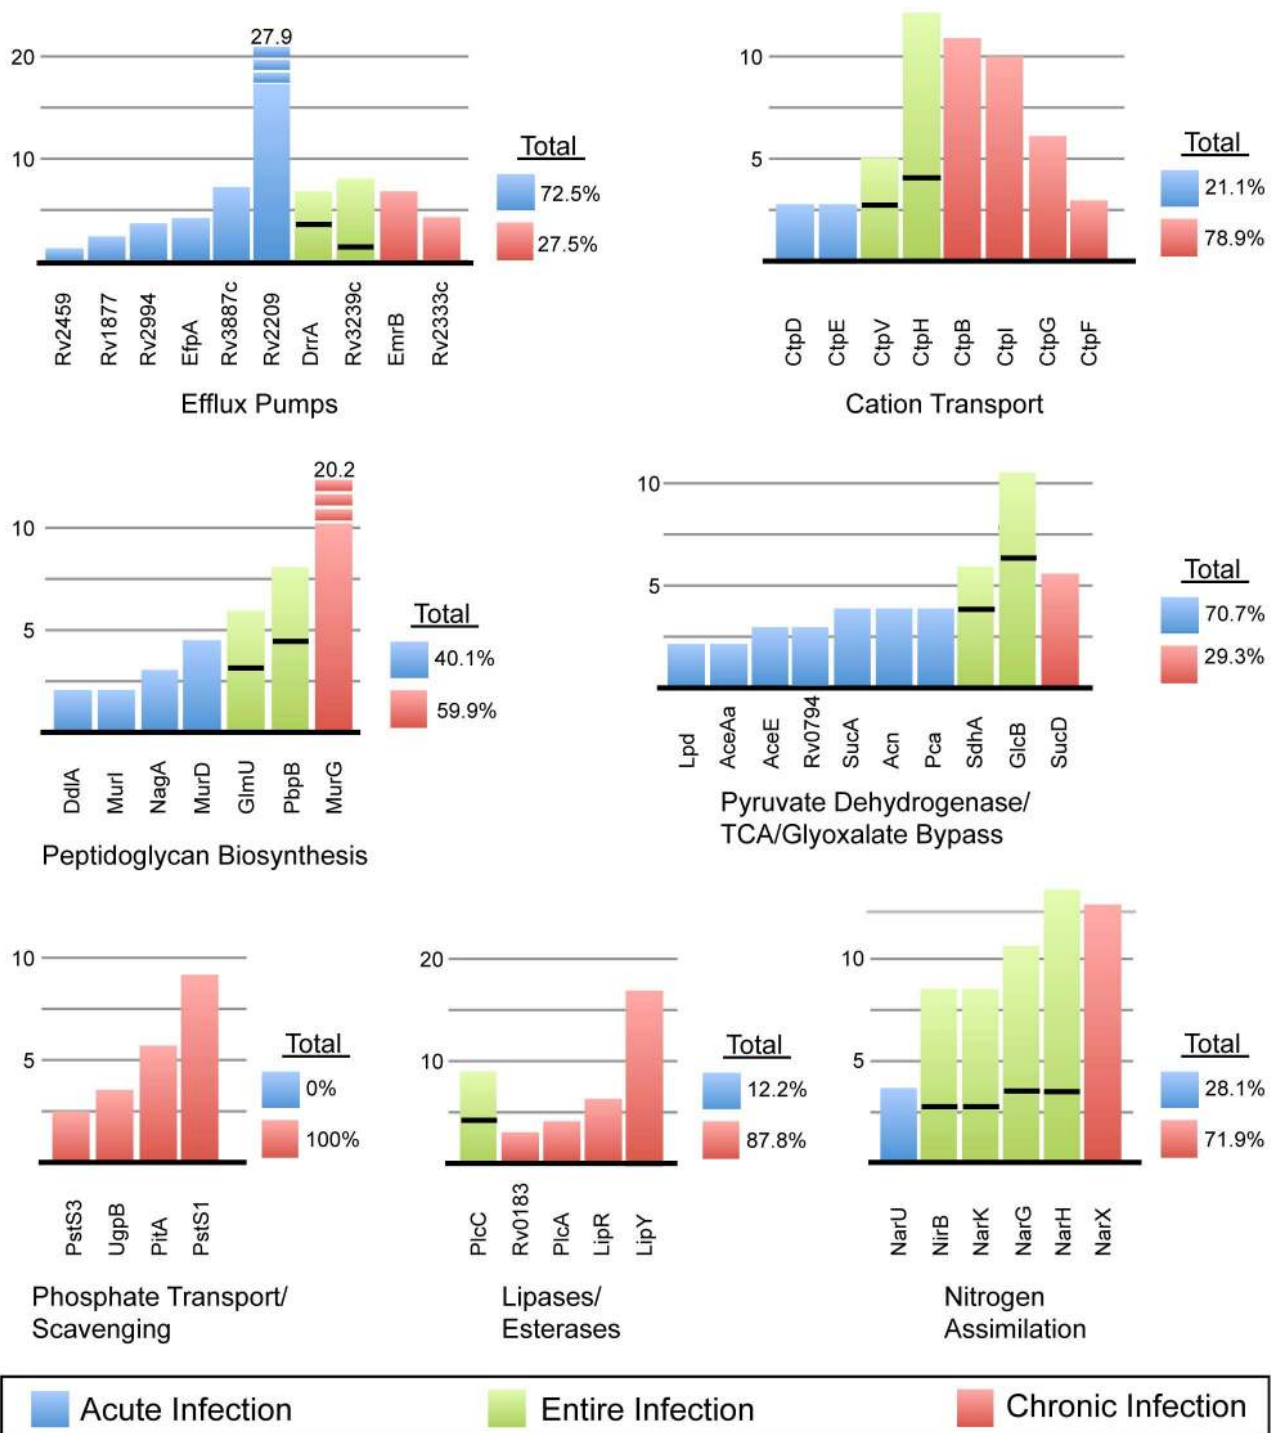 27.9
20
10
Total
72.5%
27.5%
Rv2459
Rv1877
Rv2994
EfpA
Rv3887c
Rv2209
DrrA
Rv3239c
EmrB
Rv2333c
Efflux Pumps
10
5
Total
21.1%
78.9%
CtpD
CtpE
CtpV
CtpH
CtpB
CtpI
CtpG
CtpF
Cation Transport
20.2
10
5
Total
40.1%
59.9%
DdlA
MurI
NagA
MurD
GlmU
PbpB
MurG
Peptidoglycan Biosynthesis
10
5
Total
70.7%
29.3%
Lpd
AceAa
AceE
Rv0794
SucA
Acn
Pca
SdhA
GlcB
SucD
Pyruvate Dehydrogenase/
TCA/Glyoxalate Bypass
10
5
Total
0%
100%
PstS3
UgpB
PitA
PstS1
Phosphate Transport/
Scavenging
20
10
Total
12.2%
87.8%
PlcC
Rv0183
PlcA
LipR
LipY
Lipases/
Esterases
10
5
Total
28.1%
71.9%
NarU
NirB
NarK
NarG
NarH
NarX
Nitrogen
Assimilation
Acute Infection
Entire Infection
Chronic Infection